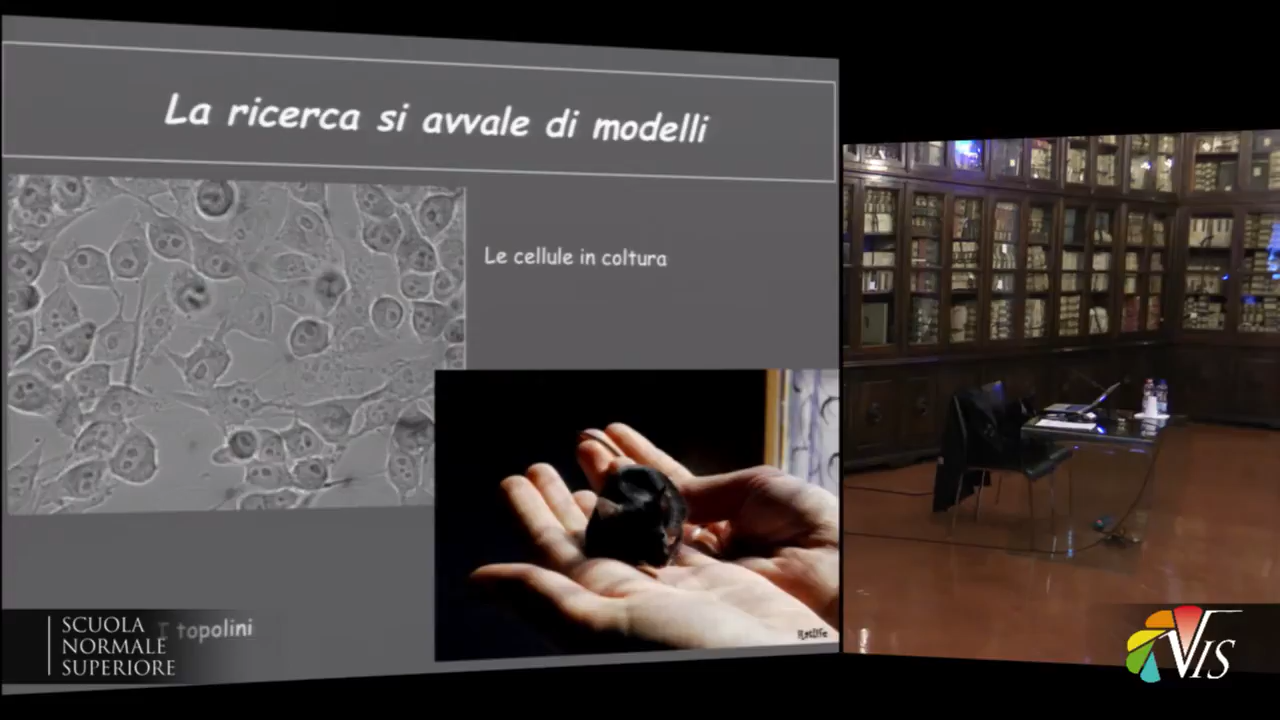 La ricerca si avvale di modelli
Le cellule in coltura
I topolini
SCUOLA
NORMALE
SUPERIORE
VIS